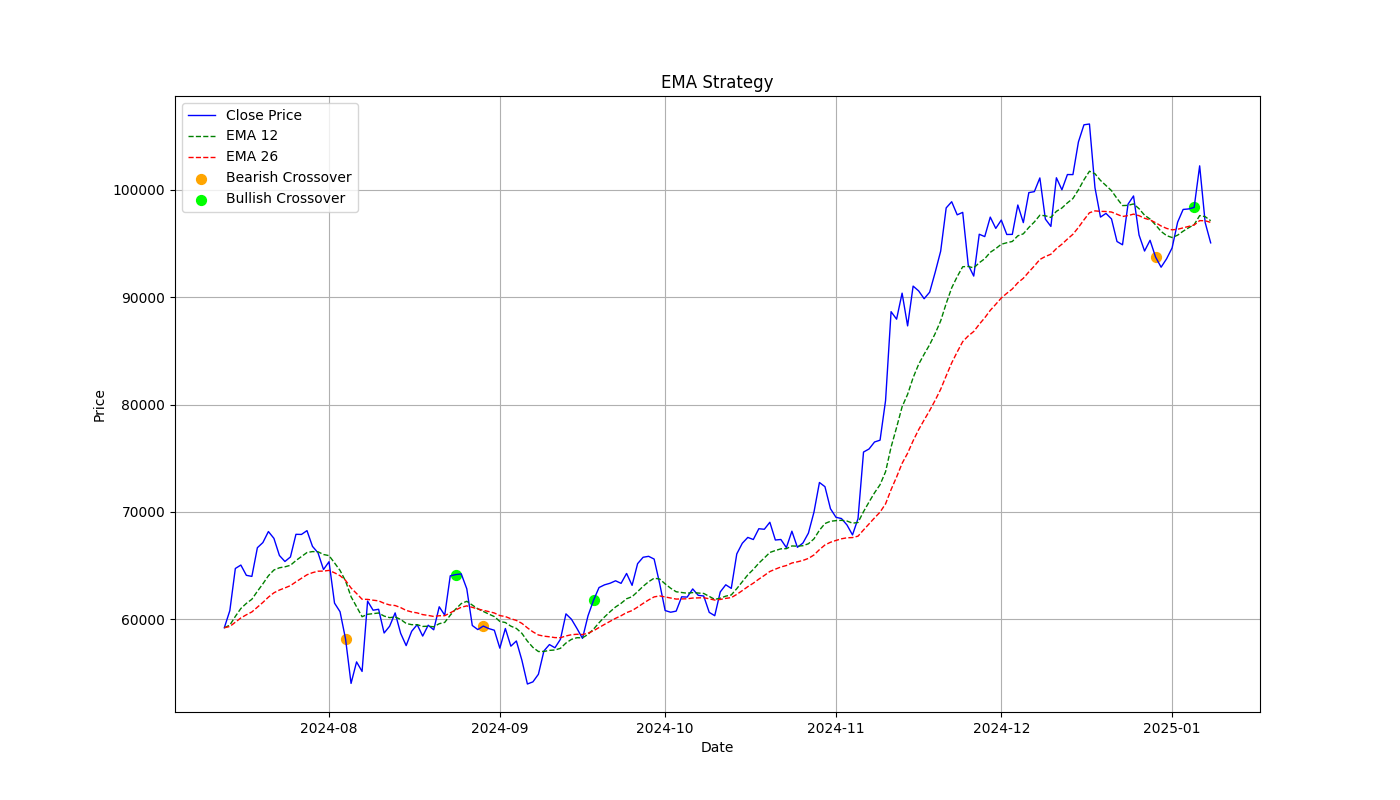 EMA Strategy
Close Price
EMA 12
EMA 26
Bearish Crossover
Bullish Crossover
100000
90000
80000
70000
60000
Price
2024-08 2024-09 2024-10 2024-11 2024-12 2025-01
Date